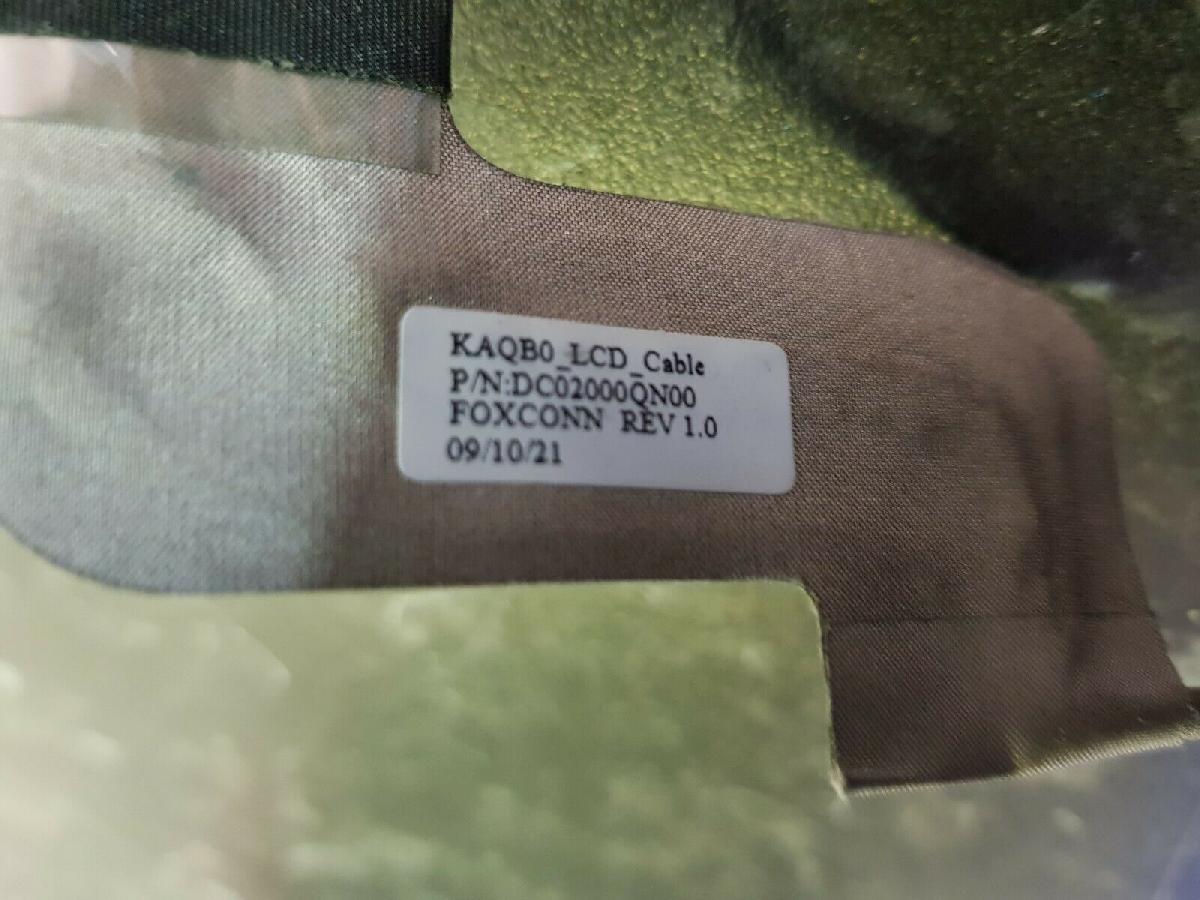 KAQB0_LCD_Cable
P/N:DC02000QN00
FOXCONN REV 1.0
09/10/21